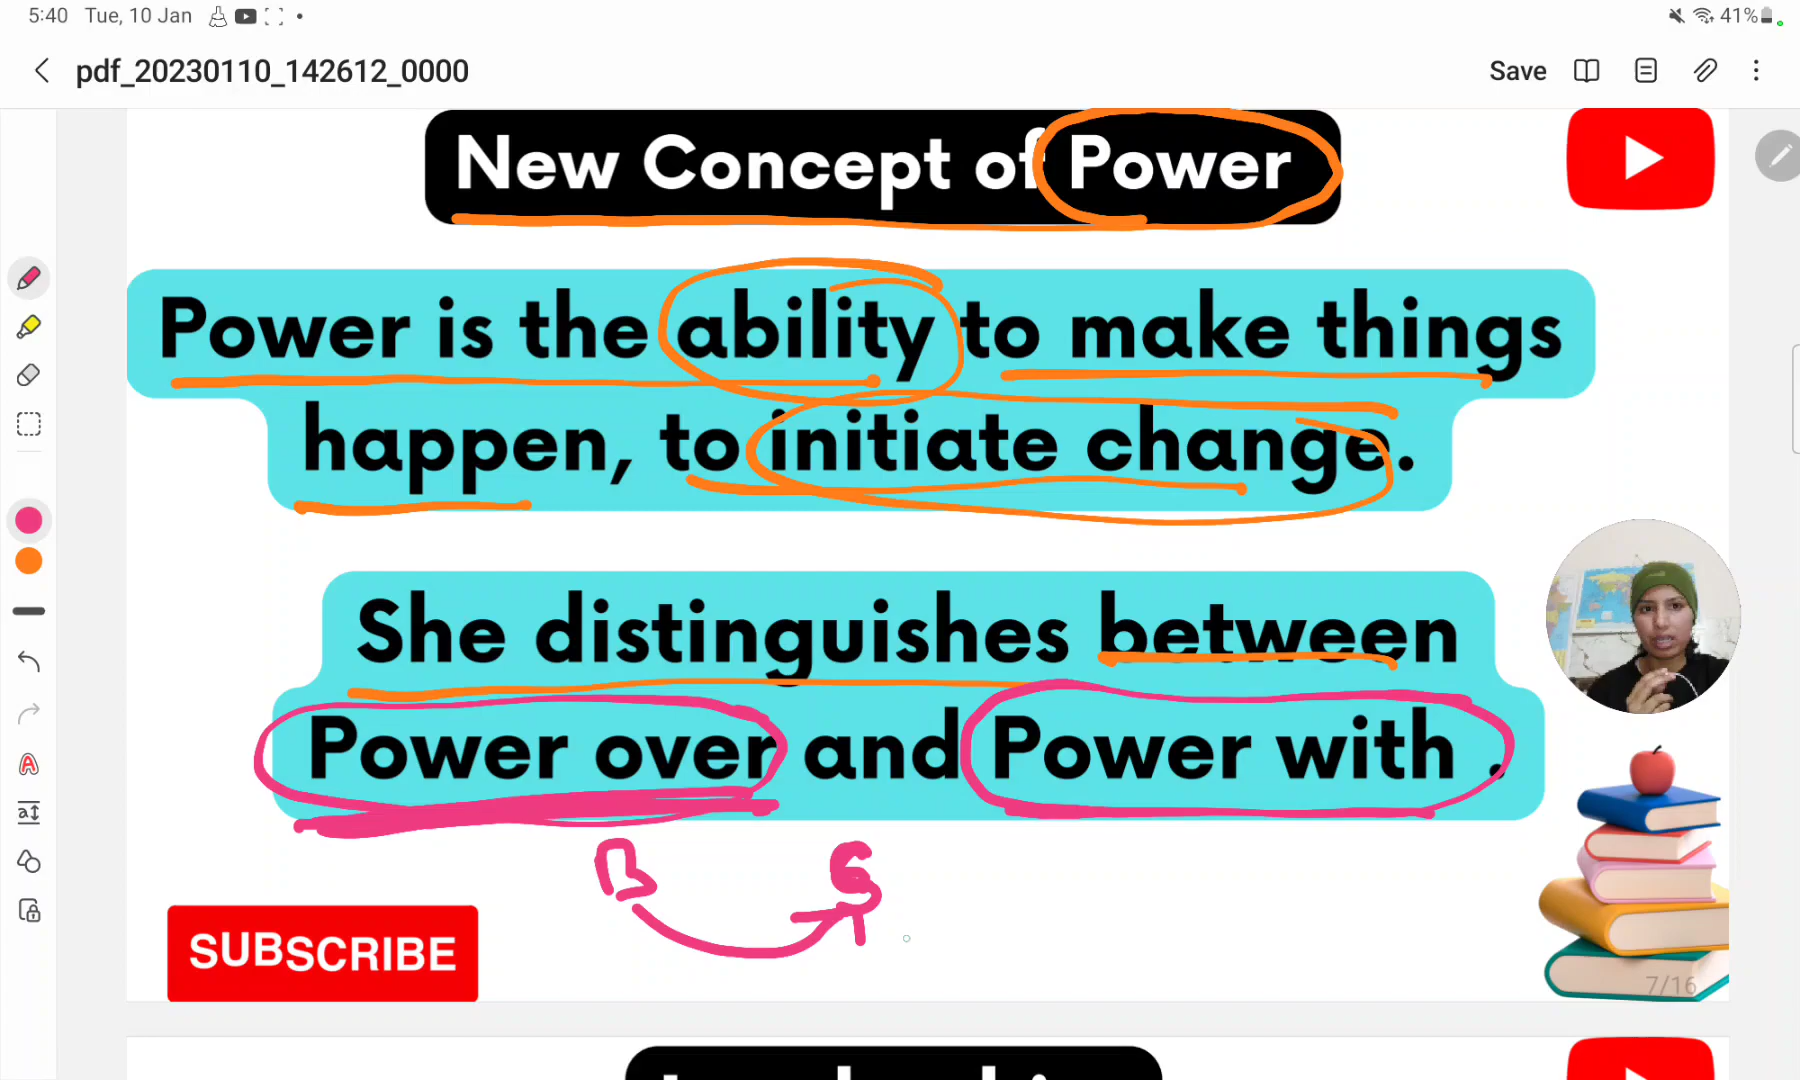 5:40 Tue, 10 Jan
41%
pdf_20230110_142612_0000
Save
New Concept of Power
Power is the ability to make things
happen, to initiate change.
She distinguishes between
Power over and Power with .
B S
SUBSCRIBE
7/16